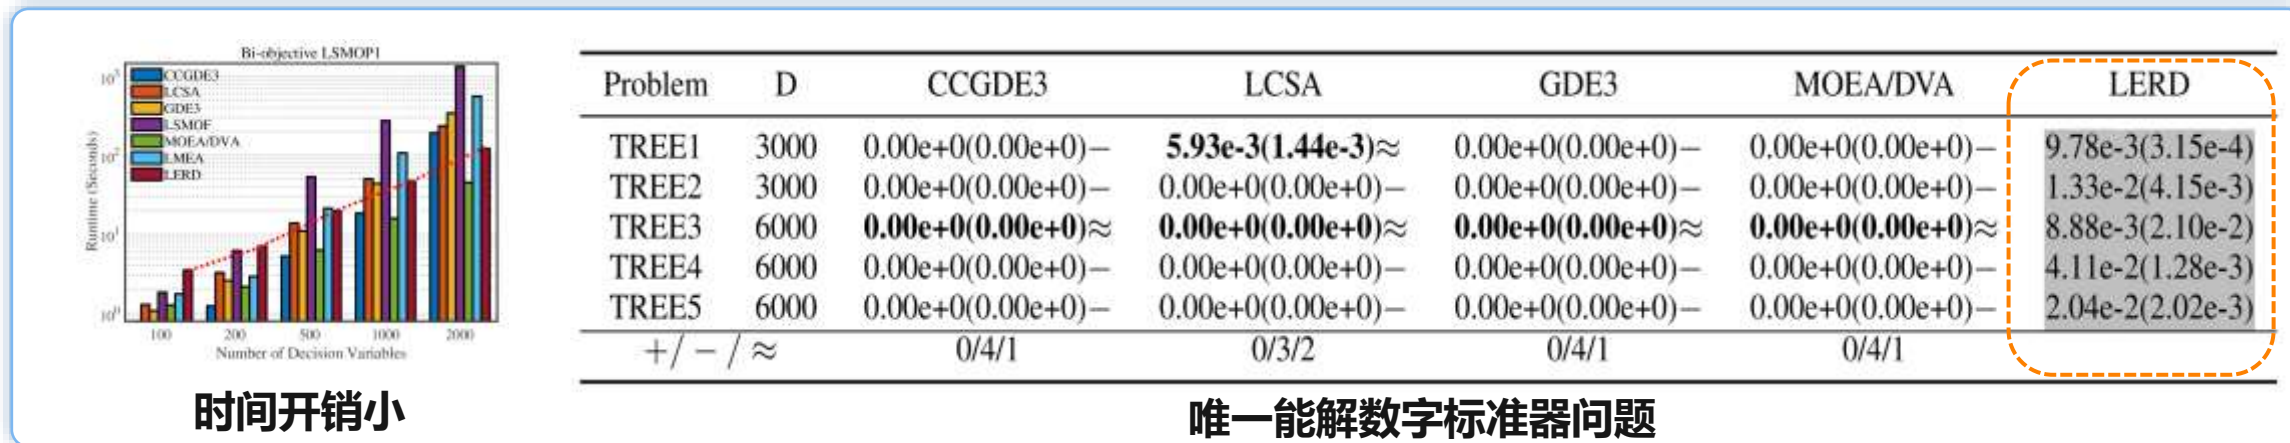 Bi-objective LSMOP1
CCGDE3
LCSA
GDE3
LSMOF
MOEA/DVA
LMEA
LERD
Runtime (Seconds)
10³
10²
10¹
10⁰
100 200 500 1000 2000
Number of Decision Variables
时间开销小
Problem D CCGDE3 LCSA GDE3 MOEA/DVA LERD
TREE1 3000 0.00e+0(0.00e+0)− 5.93e-3(1.44e-3)≈ 0.00e+0(0.00e+0)− 0.00e+0(0.00e+0)− 9.78e-3(3.15e-4)
TREE2 3000 0.00e+0(0.00e+0)− 0.00e+0(0.00e+0)− 0.00e+0(0.00e+0)− 0.00e+0(0.00e+0)− 1.33e-2(4.15e-3)
TREE3 6000 0.00e+0(0.00e+0)≈ 0.00e+0(0.00e+0)≈ 0.00e+0(0.00e+0)≈ 0.00e+0(0.00e+0)≈ 8.88e-3(2.10e-2)
TREE4 6000 0.00e+0(0.00e+0)− 0.00e+0(0.00e+0)− 0.00e+0(0.00e+0)− 0.00e+0(0.00e+0)− 4.11e-2(1.28e-3)
TREE5 6000 0.00e+0(0.00e+0)− 0.00e+0(0.00e+0)− 0.00e+0(0.00e+0)− 0.00e+0(0.00e+0)− 2.04e-2(2.02e-3)
+/−/≈ 0/4/1 0/3/2 0/4/1 0/4/1
唯一能解数字标准器问题